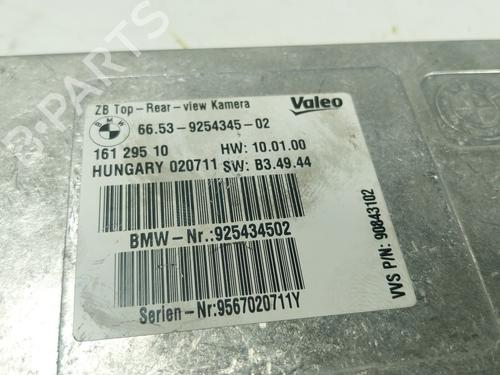 ZB Top-Rear-view Kamera
Valeo
BMW
66.53-9254345-02
161 295 10 HW: 10.01.00
HUNGARY 020711 SW: B3.49.44
BMW-Nr.:925434502
Serien-Nr:9567020711Y
VVS P/N: 90843102
B-PARTS